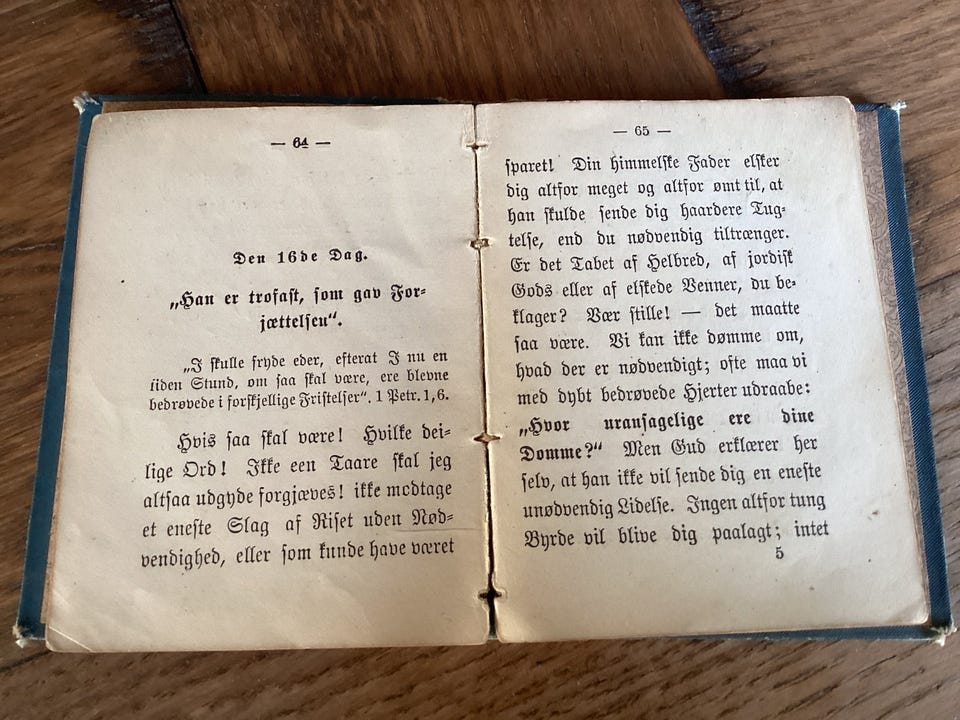 — 64 —
Den 16de Dag.
„Han er trofast, som gav For-
jættelsen“.
„I skulle fryde eder, efterat I nu en
liden Stund, om saa skal være, ere blevne
bedrøvede i forskjellige Fristelser“. 1 Petr. 1, 6.
Hvis saa skal være! Hvilke dei-
lige Ord! Ikke een Taare skal jeg
altsaa udgyde forgjæves! ikke modtage
et eneste Slag af Riset uden Nød-
vendighed, eller som kunde have været
— 65 —
sparet! Din himmelske Fader elsker
dig altfor meget og altfor ømt til, at
han skulde sende dig haardere Tug-
telse, end du nødvendig tiltrænger.
Er det Tabet af Helbred, af jordisk
Gods eller af elskede Venner, du be-
klager? Vær stille! — det maatte
saa være. Vi kan ikke dømme om,
hvad der er nødvendigt; ofte maa vi
med dybt bedrøvede Hjerter udraabe:
„Hvor uransagelige ere dine
Domme?“ Men Gud erklærer her
selv, at han ikke vil sende dig en eneste
unødvendig Lidelse. Ingen altfor tung
Byrde vil blive dig paalagt; intet
5